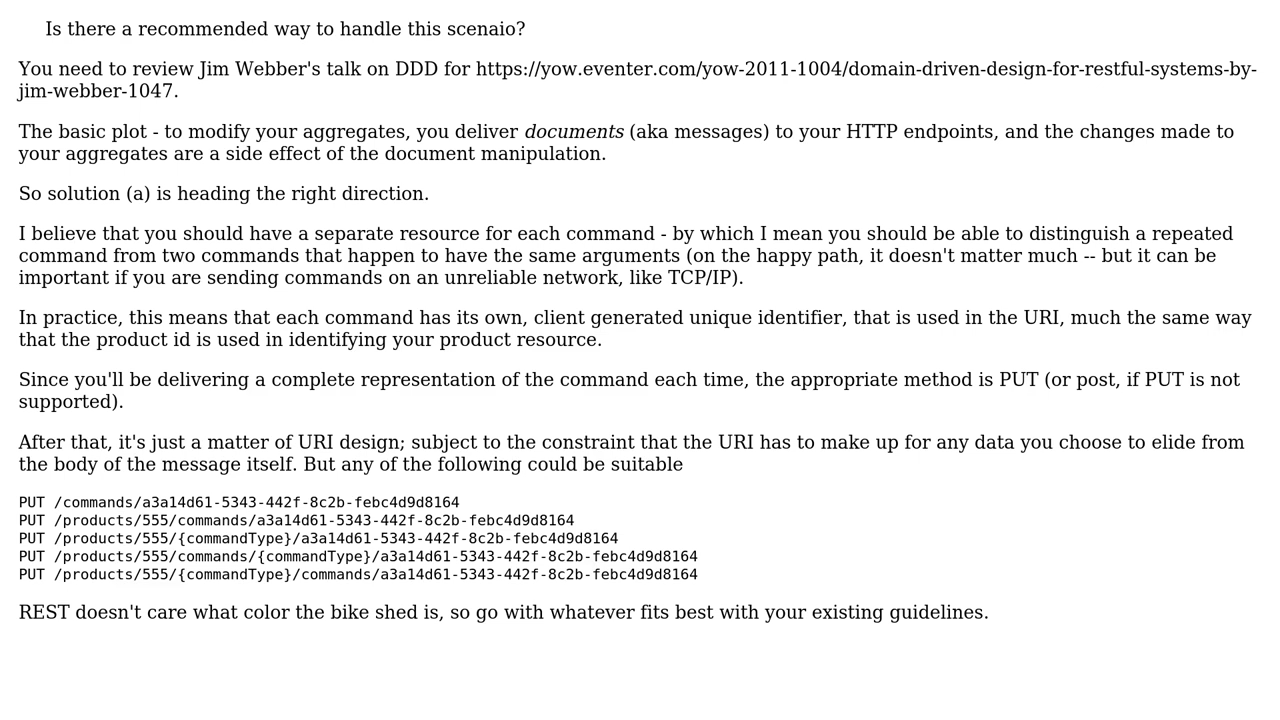 Is there a recommended way to handle this scenaio?
You need to review Jim Webber's talk on DDD for https://yow.eventer.com/yow-2011-1004/domain-driven-design-for-restful-systems-by-
jim-webber-1047.
The basic plot - to modify your aggregates, you deliver documents (aka messages) to your HTTP endpoints, and the changes made to
your aggregates are a side effect of the document manipulation.
So solution (a) is heading the right direction.
I believe that you should have a separate resource for each command - by which I mean you should be able to distinguish a repeated
command from two commands that happen to have the same arguments (on the happy path, it doesn't matter much -- but it can be
important if you are sending commands on an unreliable network, like TCP/IP).
In practice, this means that each command has its own, client generated unique identifier, that is used in the URI, much the same way
that the product id is used in identifying your product resource.
Since you'll be delivering a complete representation of the command each time, the appropriate method is PUT (or post, if PUT is not
supported).
After that, it's just a matter of URI design; subject to the constraint that the URI has to make up for any data you choose to elide from
the body of the message itself. But any of the following could be suitable
PUT /commands/a3a14d61-5343-442f-8c2b-febc4d9d8164
PUT /products/555/commands/a3a14d61-5343-442f-8c2b-febc4d9d8164
PUT /products/555/{commandType}/a3a14d61-5343-442f-8c2b-febc4d9d8164
PUT /products/555/commands/{commandType}/a3a14d61-5343-442f-8c2b-febc4d9d8164
PUT /products/555/{commandType}/commands/a3a14d61-5343-442f-8c2b-febc4d9d8164
REST doesn't care what color the bike shed is, so go with whatever fits best with your existing guidelines.